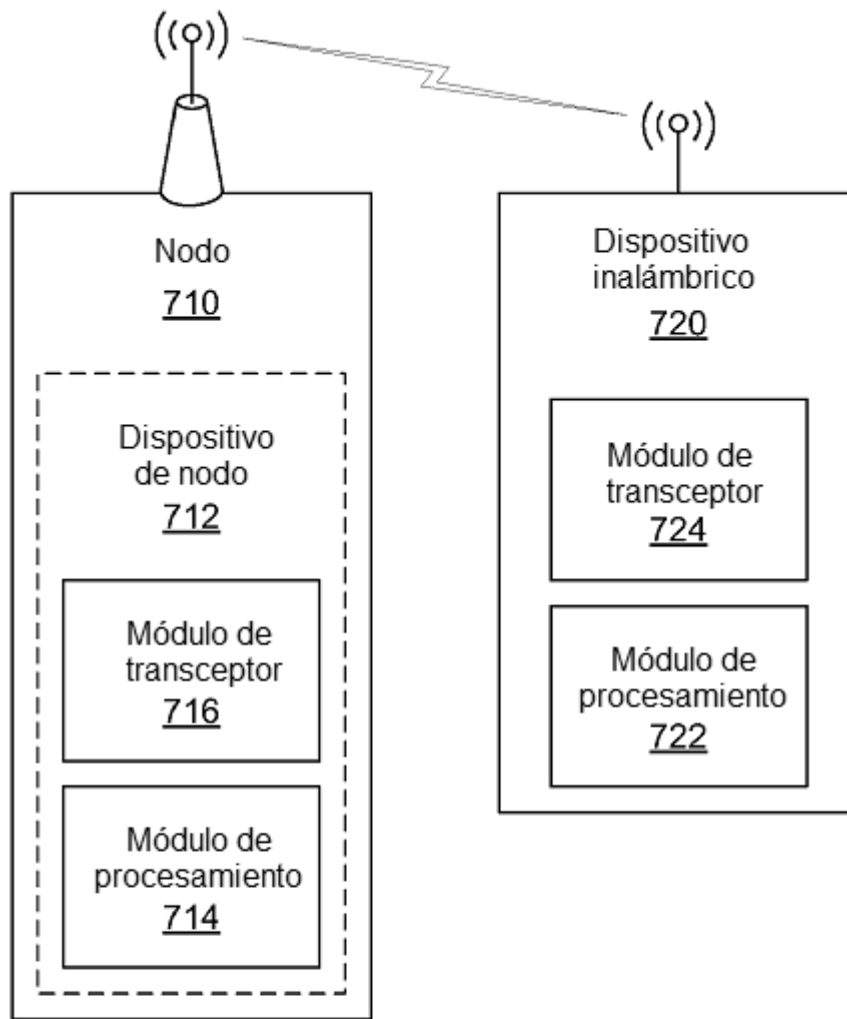 Nodo
710
Dispositivo
de nodo
712
Módulo de
transceptor
716
Módulo de
procesamiento
714
Dispositivo
inalámbrico
720
Módulo de
transceptor
724
Módulo de
procesamiento
722